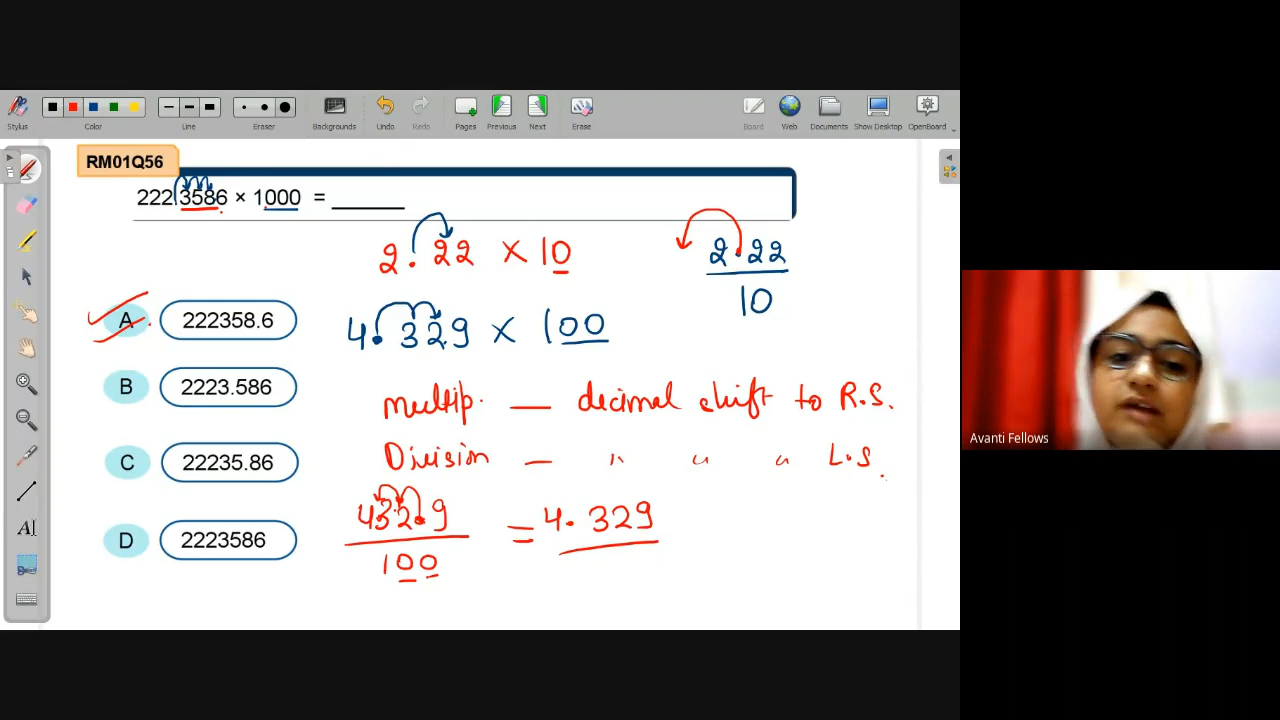 Stylus
Color
Line
Eraser
Backgrounds
Undo
Redo
Pages
Previous
Next
Erase
Board
Web
Documents
Show Desktop
OpenBoard
RM01Q56
222.3586 × 1000 = ______
2.22 × 10
2.22
10
A 222358.6
4.329 × 100
B 2223.586
multip. — decimal shift to R.S.
C 22235.86
Division — " " " L.S.
432.9
100
= 4.329
D 2223586
Avanti Fellows